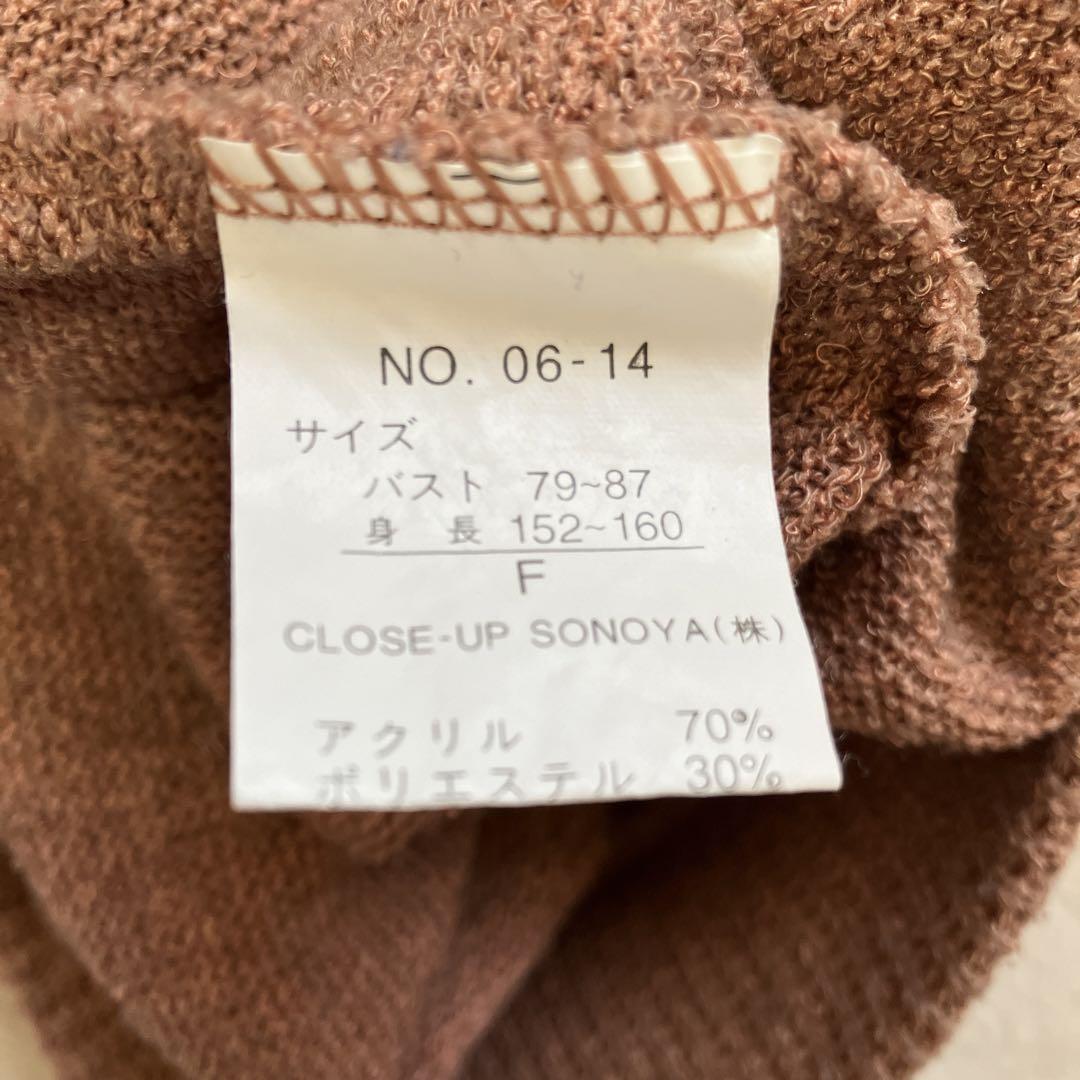 NO. 06-14
サイズ
バスト 79~87
身 長 152~160
F
CLOSE-UP SONOYA(株)
アクリル 70%
ポリエステル 30%